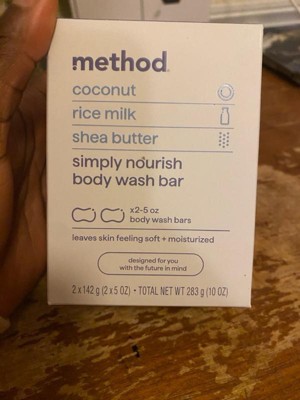 method.
coconut
rice milk
shea butter
simply nourish
body wash bar
x2-5 oz
body wash bars
leaves skin feeling soft + moisturized
designed for you
with the future in mind
2 x 142 g (2 x 5 OZ) • TOTAL NET WT 283 g (10 OZ)